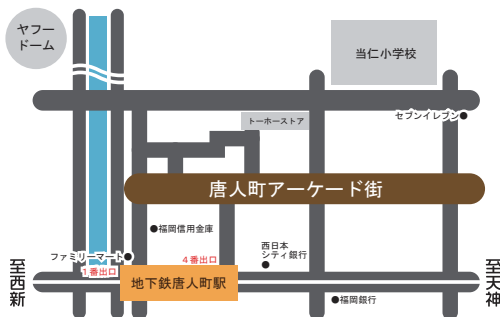 ヤフー
ドーム
当仁小学校
トーホーストア
セブンイレブン
唐人町アーケード街
福岡信用金庫
ファミリーマート
1番出口
4番出口
西日本
シティ銀行
地下鉄唐人町駅
福岡銀行
至西新
至天神